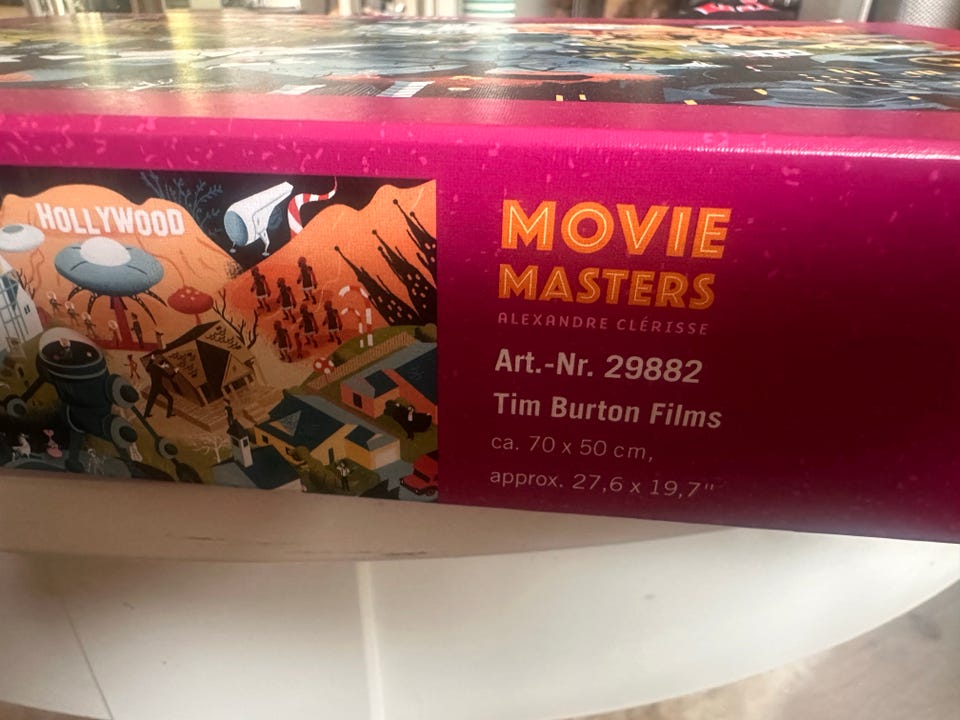 HOLLYWOOD
MOVIE
MASTERS
ALEXANDRE CLÉRISSE
Art.-Nr. 29882
Tim Burton Films
ca. 70 x 50 cm,
approx. 27,6 x 19,7"